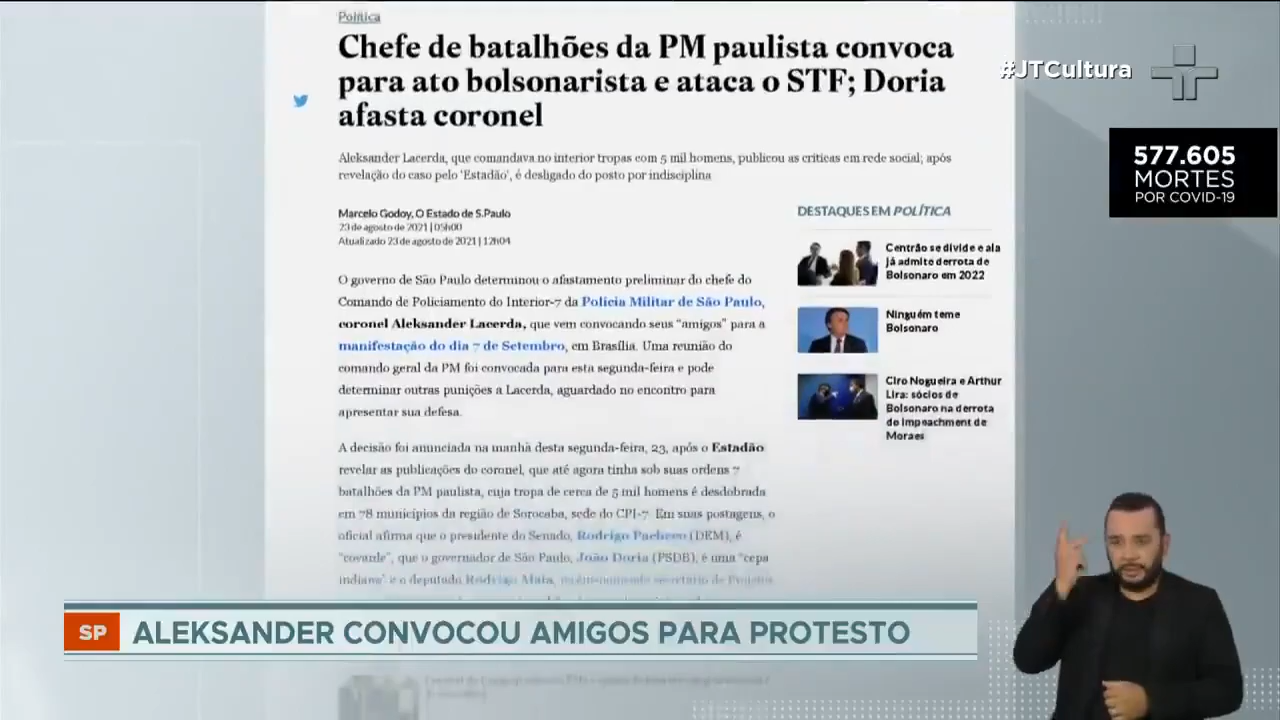 Política
Chefe de batalhões da PM paulista convoca
para ato bolsonarista e ataca o STF; Doria
afasta coronel
#JTCultura
577.605
MORTES
POR COVID-19
Aleksander Lacerda, que comandava no interior tropas com 5 mil homens, publicou as críticas em rede social; após
revelação do caso pelo 'Estadão', é desligado do posto por indisciplina
Marcelo Godoy, O Estado de S.Paulo
23 de agosto de 2021 | 05h00
Atualizado 23 de agosto de 2021 | 12h04
O governo de São Paulo determinou o afastamento preliminar do chefe do
Comando de Policiamento do Interior-7 da Polícia Militar de São Paulo,
coronel Aleksander Lacerda, que vem convocando seus “amigos” para a
manifestação do dia 7 de Setembro, em Brasília. Uma reunião do
comando geral da PM foi convocada para esta segunda-feira e pode
determinar outras punições a Lacerda, aguardado no encontro para
apresentar sua defesa.
A decisão foi anunciada na manhã desta segunda-feira, 23, após o Estadão
revelar as publicações do coronel, que até agora tinha sob suas ordens 7
batalhões da PM paulista, cuja tropa de cerca de 5 mil homens é desdobrada
em 78 municípios da região de Sorocaba, sede do CPI-7. Em suas postagens, o
oficial afirma que o presidente do Senado, Rodrigo Pacheco (DEM), é
“covarde”, que o governador de São Paulo, João Doria (PSDB), é uma “cepa
indiana” e o deputado Rodrigo Maia,
DESTAQUES EM POLÍTICA
Centrão se divide e ala
já admite derrota de
Bolsonaro em 2022
Ninguém teme
Bolsonaro
Ciro Nogueira e Arthur
Lira: sócios de
Bolsonaro na derrota
do impeachment de
Moraes
SP ALEKSANDER CONVOCOU AMIGOS PARA PROTESTO